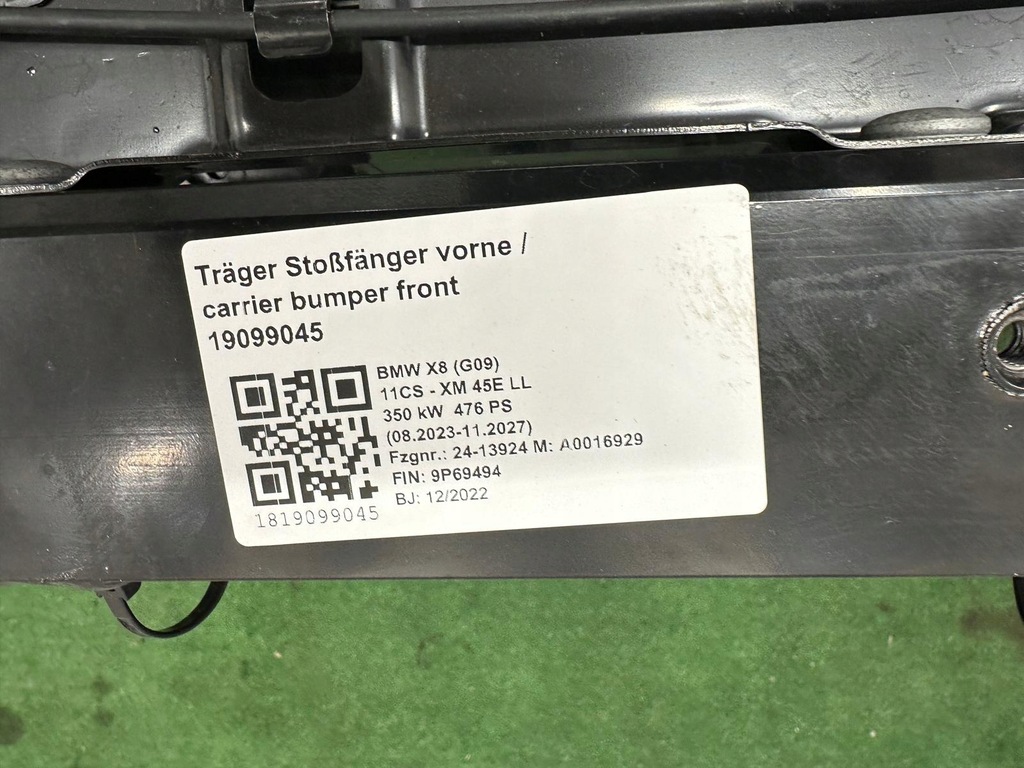 Träger Stoßfänger vorne /
carrier bumper front
19099045
BMW X8 (G09)
11CS - XM 45E LL
350 kW 476 PS
(08.2023-11.2027)
Fzgnr.: 24-13924 M: A0016929
FIN: 9P69494
BJ: 12/2022
1819099045